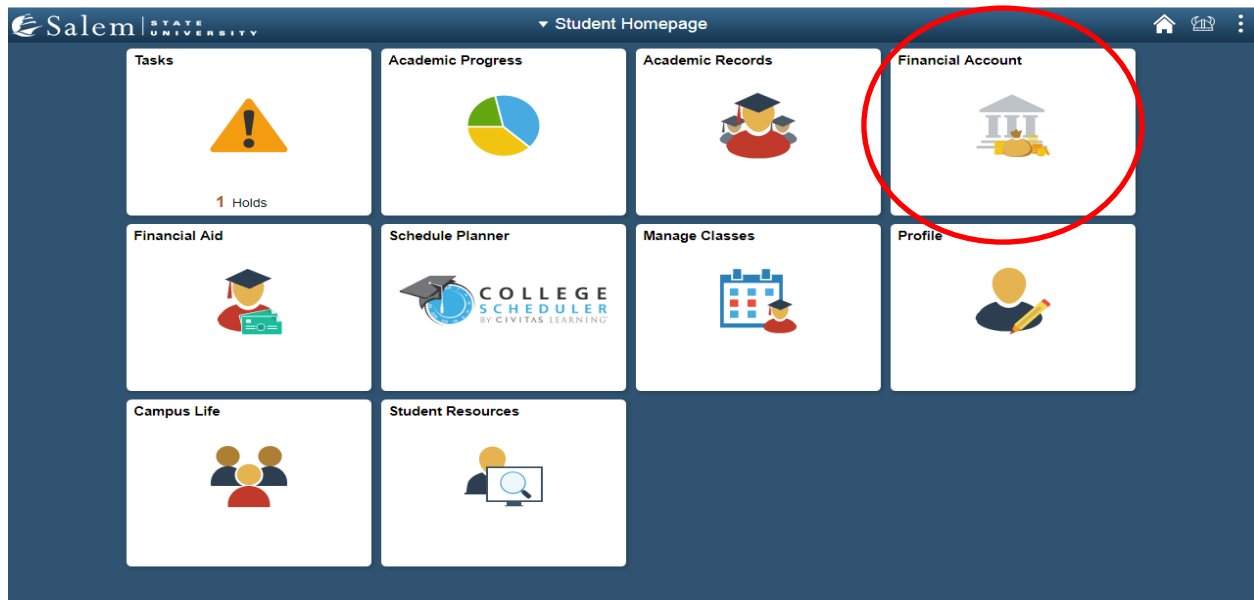 Salem STATE UNIVERSITY
Student Homepage
Tasks
1 Holds
Academic Progress
Academic Records
Financial Account
Financial Aid
Schedule Planner
COLLEGE
SCHEDULER
BY CIVITAS LEARNING
Manage Classes
Profile
Campus Life
Student Resources